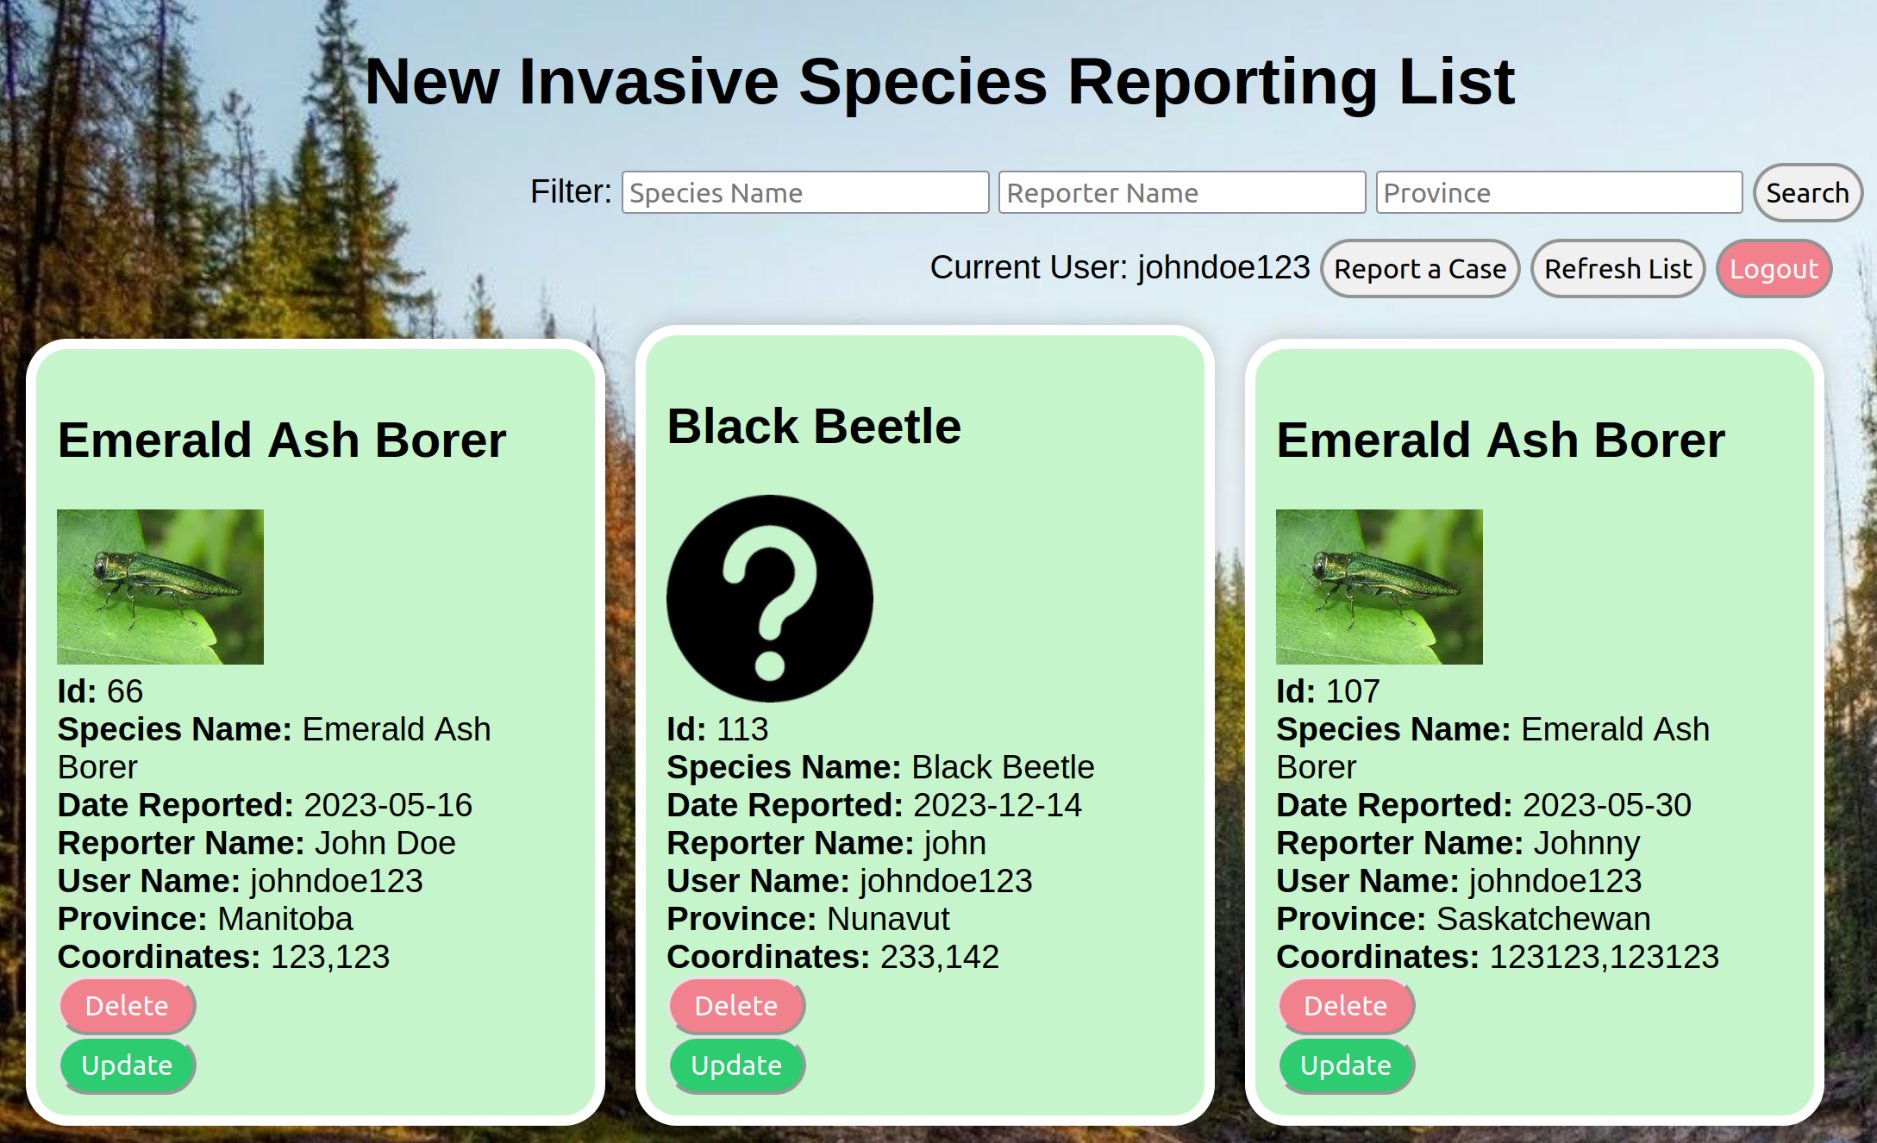 New Invasive Species Reporting List
Filter: Species Name Reporter Name Province Search
Current User: johndoe123 Report a Case Refresh List Logout
Emerald Ash Borer
Id: 66
Species Name: Emerald Ash
Borer
Date Reported: 2023-05-16
Reporter Name: John Doe
User Name: johndoe123
Province: Manitoba
Coordinates: 123,123
Delete
Update
Black Beetle
?
Id: 113
Species Name: Black Beetle
Date Reported: 2023-12-14
Reporter Name: john
User Name: johndoe123
Province: Nunavut
Coordinates: 233,142
Delete
Update
Emerald Ash Borer
Id: 107
Species Name: Emerald Ash
Borer
Date Reported: 2023-05-30
Reporter Name: Johnny
User Name: johndoe123
Province: Saskatchewan
Coordinates: 123123,123123
Delete
Update